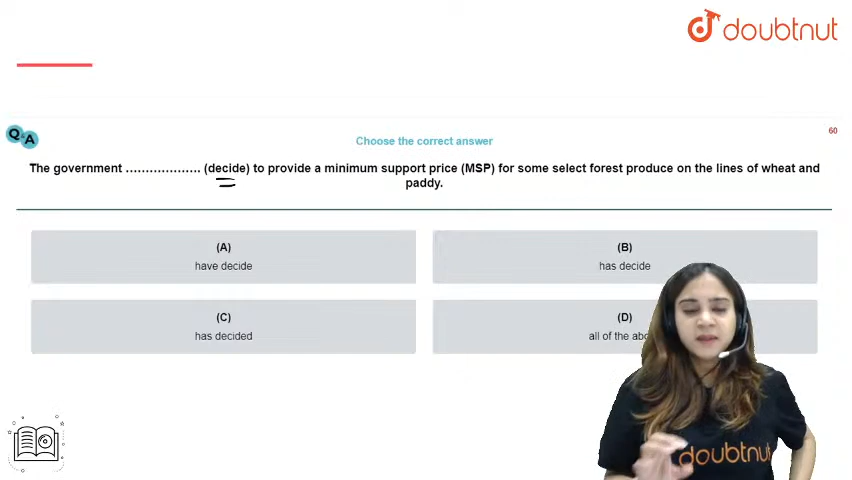 doubtnut
Q A
60
Choose the correct answer
The government ................... (decide) to provide a minimum support price (MSP) for some select forest produce on the lines of wheat and
paddy.
(A)
have decide
(B)
has decide
(C)
has decided
(D)
all of the
doubtnut